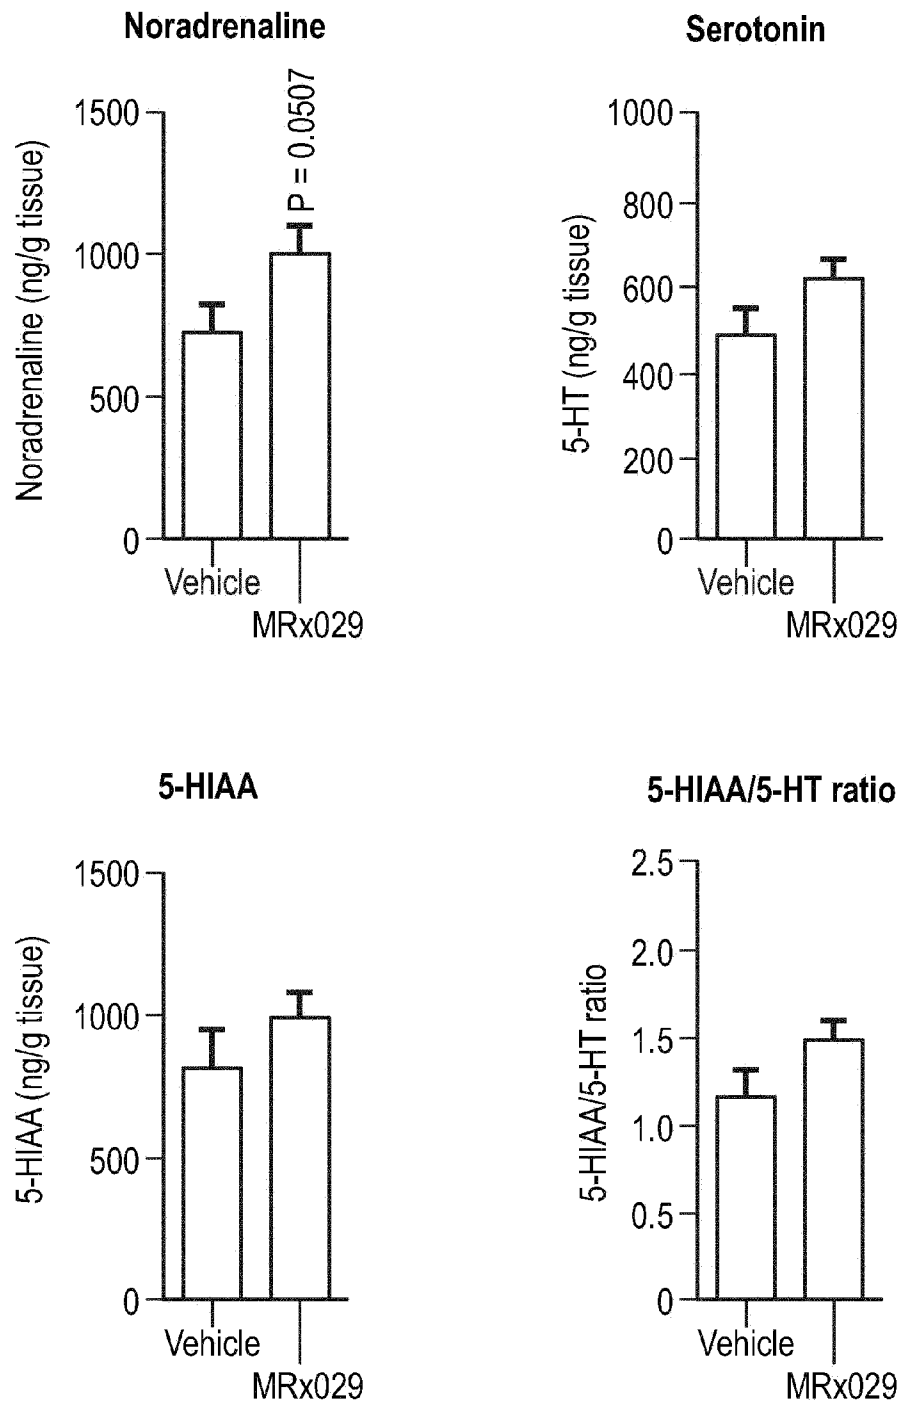 Noradrenaline
Noradrenaline (ng/g tissue)
1500
1000
500
0
P = 0.0507
Vehicle
MRx029
Serotonin
5-HT (ng/g tissue)
1000
800
600
400
200
0
Vehicle
MRx029
5-HIAA
5-HIAA (ng/g tissue)
1500
1000
500
0
Vehicle
MRx029
5-HIAA/5-HT ratio
5-HIAA/5-HT ratio
2.5
2.0
1.5
1.0
0.5
0
Vehicle
MRx029